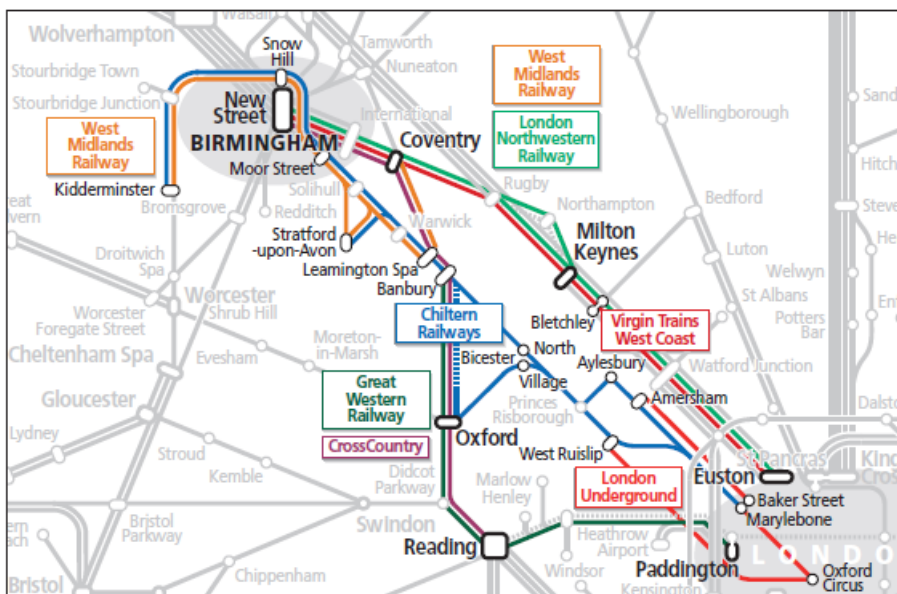 Walsall
Wolverhampton
Snow
Hill
Tamworth
Nuneaton
Stourbridge Town
Stourbridge Junction
New
Street
International
BIRMINGHAM
Moor Street
Coventry
West
Midlands
Railway
London
Northwestern
Railway
Wellingborough
West
Midlands
Railway
Kidderminster
Bromsgrove
Solihull
Redditch
Warwick
Rugby
Northampton
Bedford
Hitch
Stratford
-upon-Avon
Leamington Spa
Banbury
Milton
Keynes
Luton
Droitwich
Spa
Worcester
Shrub Hill
Worcester
Foregate Street
Welwyn
St Albans
Potters
Bar
Chiltern
Railways
Bletchley
Virgin Trains
West Coast
Moreton-
in-Marsh
Evesham
Cheltenham Spa
Bicester
North
Village
Aylesbury
Watford Junction
Great
Western
Railway
Princes
Risborough
Amersham
Gloucester
Lydney
Stroud
Kemble
CrossCountry
Oxford
West Ruislip
Didcot
Parkway
Marlow
Henley
London
Underground
Euston
St Pancras
King
Cros
Dalst
Baker Street
Marylebone
Swindon
Bristol
Parkway
Reading
Heathrow
Airport
Paddington
LONDO
Windsor
Kensington
Oxford
Circus
Chippenham
Bristol